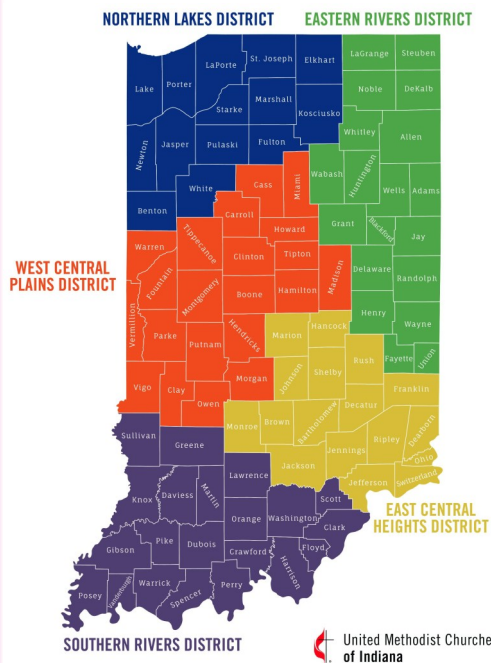 NORTHERN LAKES DISTRICT
EASTERN RIVERS DISTRICT
LaGrange
Steuben
St. Joseph
Elkhart
LaPorte
Porter
Lake
Noble
DeKalb
Marshall
Starke
Kosciusko
Whitley
Allen
Fulton
Newton
Jasper
Pulaski
Wabash
Huntington
Wells
Adams
White
Cass
Miami
Benton
Carroll
Grant
Blackford
Jay
Warren
Tippecanoe
Howard
Clinton
Tipton
Madison
Delaware
Randolph
WEST CENTRAL
PLAINS DISTRICT
Fountain
Montgomery
Boone
Hamilton
Henry
Wayne
Vermillion
Parke
Putnam
Hendricks
Marion
Hancock
Rush
Fayette
Union
Vigo
Clay
Owen
Morgan
Johnson
Shelby
Franklin
Decatur
Monroe
Brown
Bartholomew
Ripley
Dearborn
Ohio
Sullivan
Greene
Jennings
Jackson
Jefferson
Switzerland
Lawrence
Knox
Daviess
Martin
Scott
Orange
Washington
Clark
EAST CENTRAL
HEIGHTS DISTRICT
Gibson
Pike
Dubois
Crawford
Floyd
Harrison
Posey
Vanderburgh
Warrick
Spencer
Perry
SOUTHERN RIVERS DISTRICT
United Methodist Churche
of Indiana